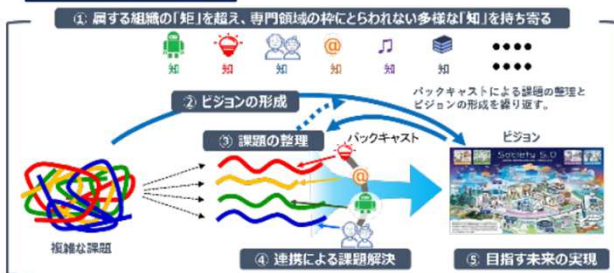 ① 属する組織の「矩」を超え、専門領域の枠にとらわれない多様な「知」を持ち寄る
知 知 知 知 知 知
バックキャストによる課題の整理と
ビジョンの形成を繰り返す。
② ビジョンの形成
③ 課題の整理
バックキャスト
ビジョン
Society 5.0
複雑な課題
④ 連携による課題解決
⑤ 目指す未来の実現